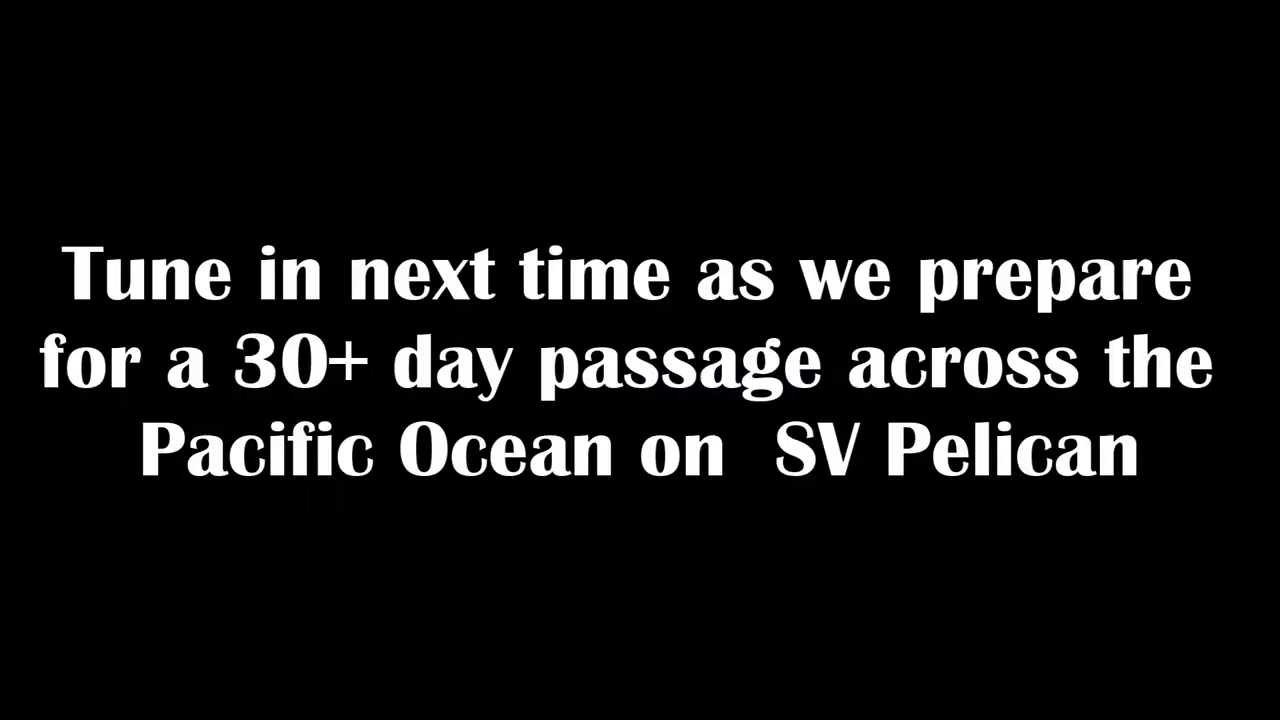 Tune in next time as we prepare
for a 30+ day passage across the
Pacific Ocean on  SV Pelican